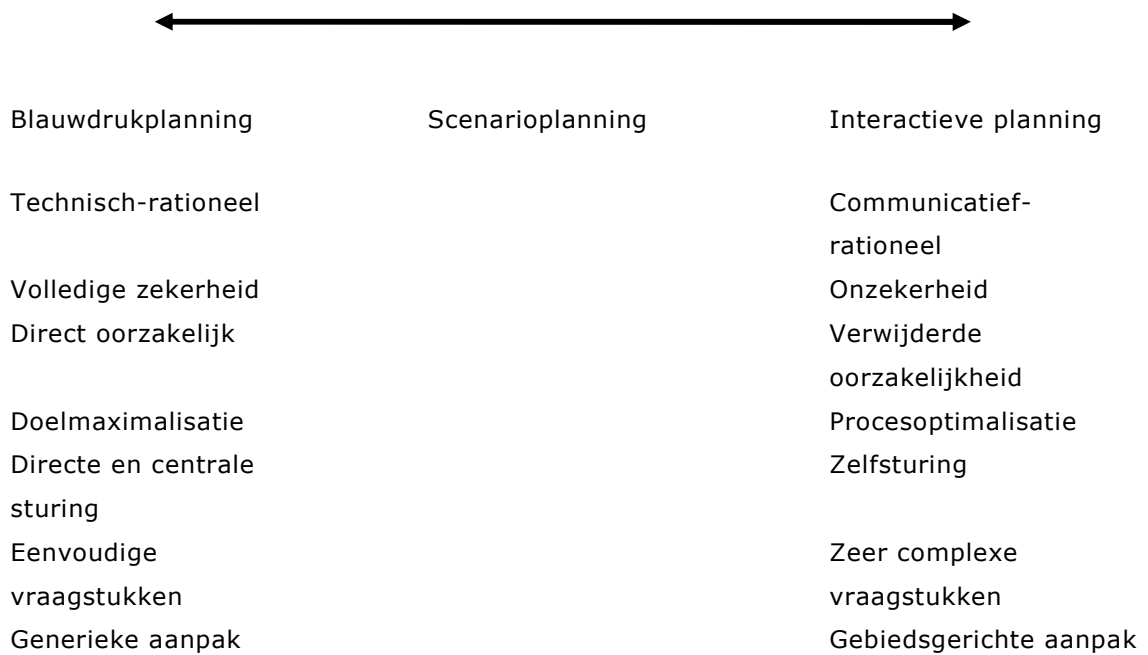 Blauwdrukplanning Scenarioplanning Interactieve planning
Technisch-rationeel Communicatief-
rationeel
Volledige zekerheid Onzekerheid
Direct oorzakelijk Verwijderde
oorzakelijkheid
Doelmaximalisatie Procesoptimalisatie
Directe en centrale Zelfsturing
sturing
Eenvoudige Zeer complexe
vraagstukken vraagstukken
Generieke aanpak Gebiedsgerichte aanpak